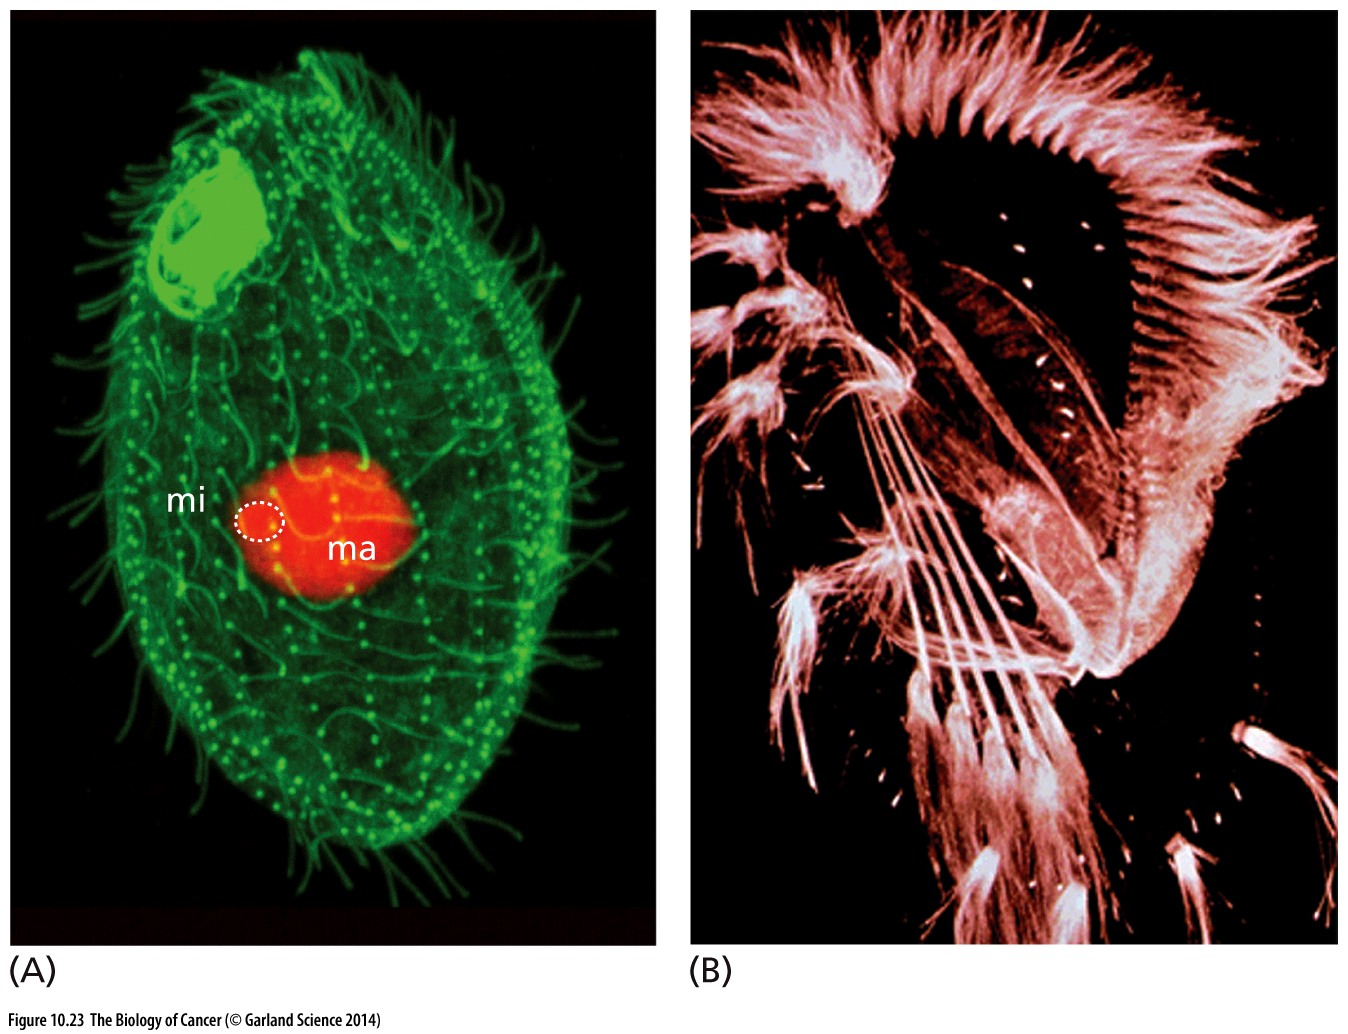 mi
ma
(A)
(B)
Figure 10.23 The Biology of Cancer (© Garland Science 2014)